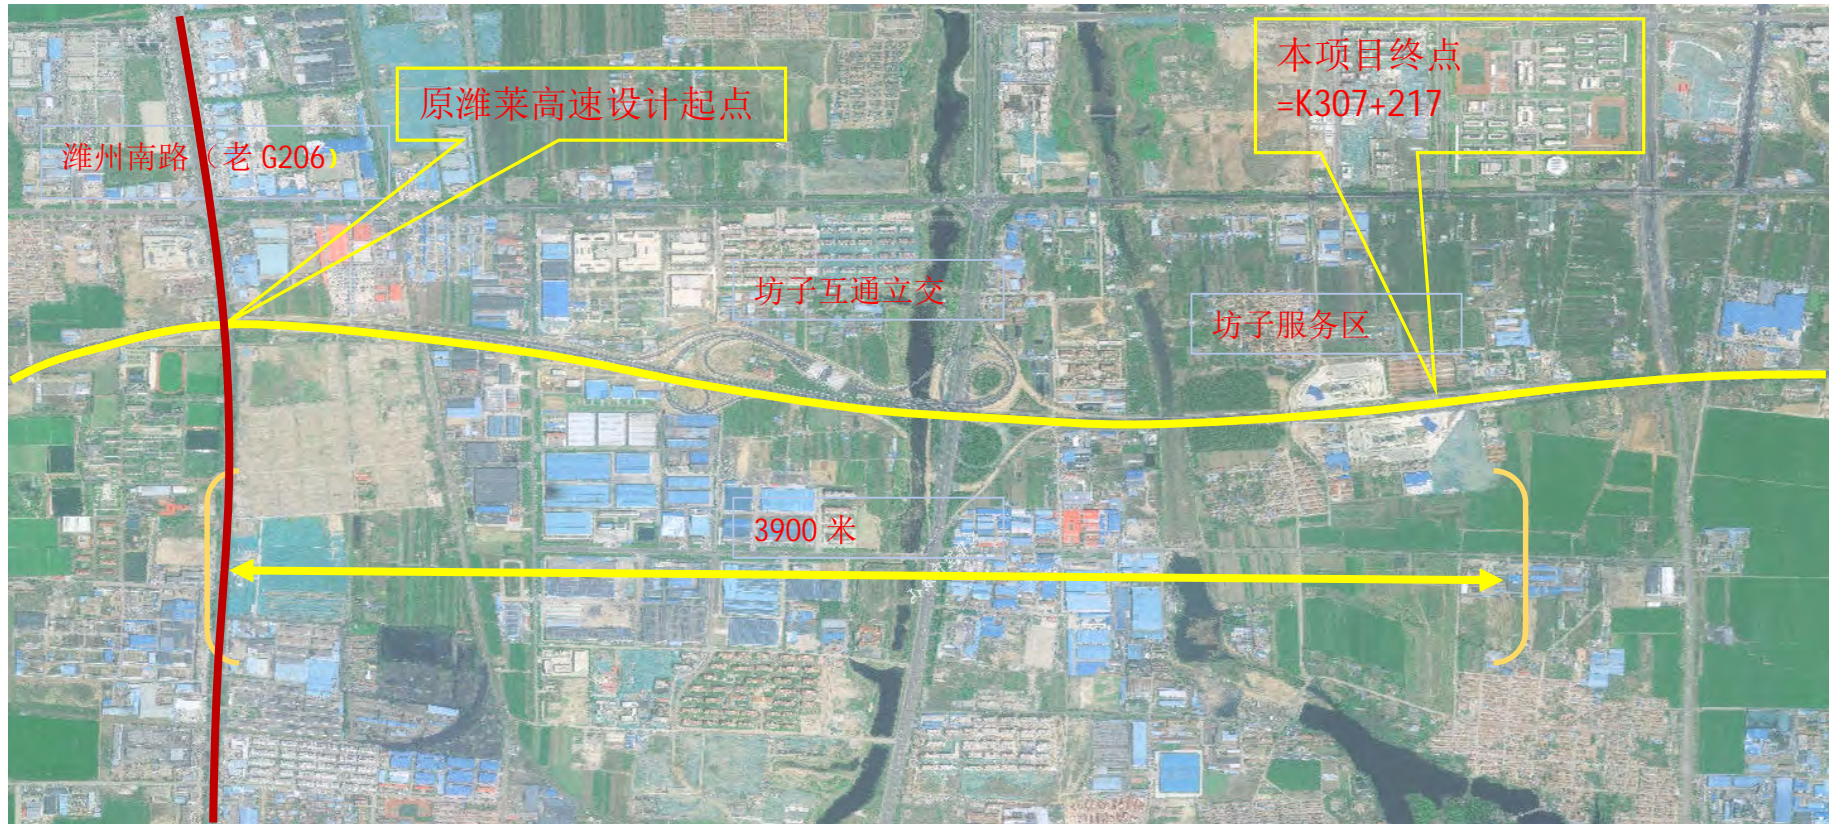 本项目终点
=K307+217
原潍莱高速设计起点
潍州南路（老 G206）
坊子互通立交
坊子服务区
3900 米